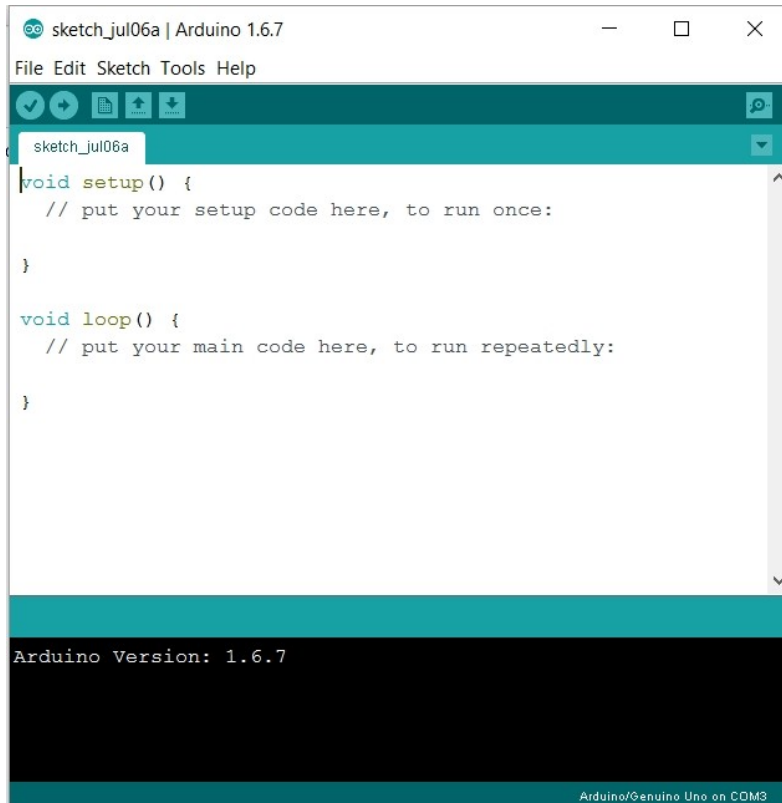 sketch_jul06a | Arduino 1.6.7
File Edit Sketch Tools Help
sketch_jul06a
void setup() {
  // put your setup code here, to run once:
}
void loop() {
  // put your main code here, to run repeatedly:
}
Arduino Version: 1.6.7
Arduino/Genuino Uno on COM3